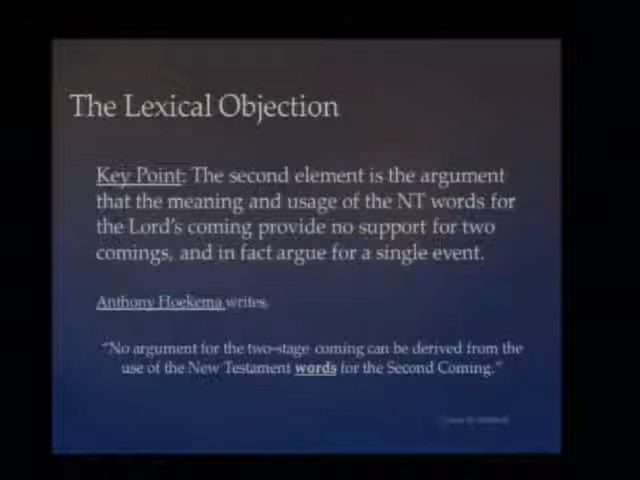 The Lexical Objection
Key Point: The second element is the argument
that the meaning and usage of the NT words for
the Lord's coming provide no support for two
comings, and in fact argue for a single event.
Anthony Hoekema writes,
"No argument for the two-stage coming can be derived from the
use of the New Testament words for the Second Coming."